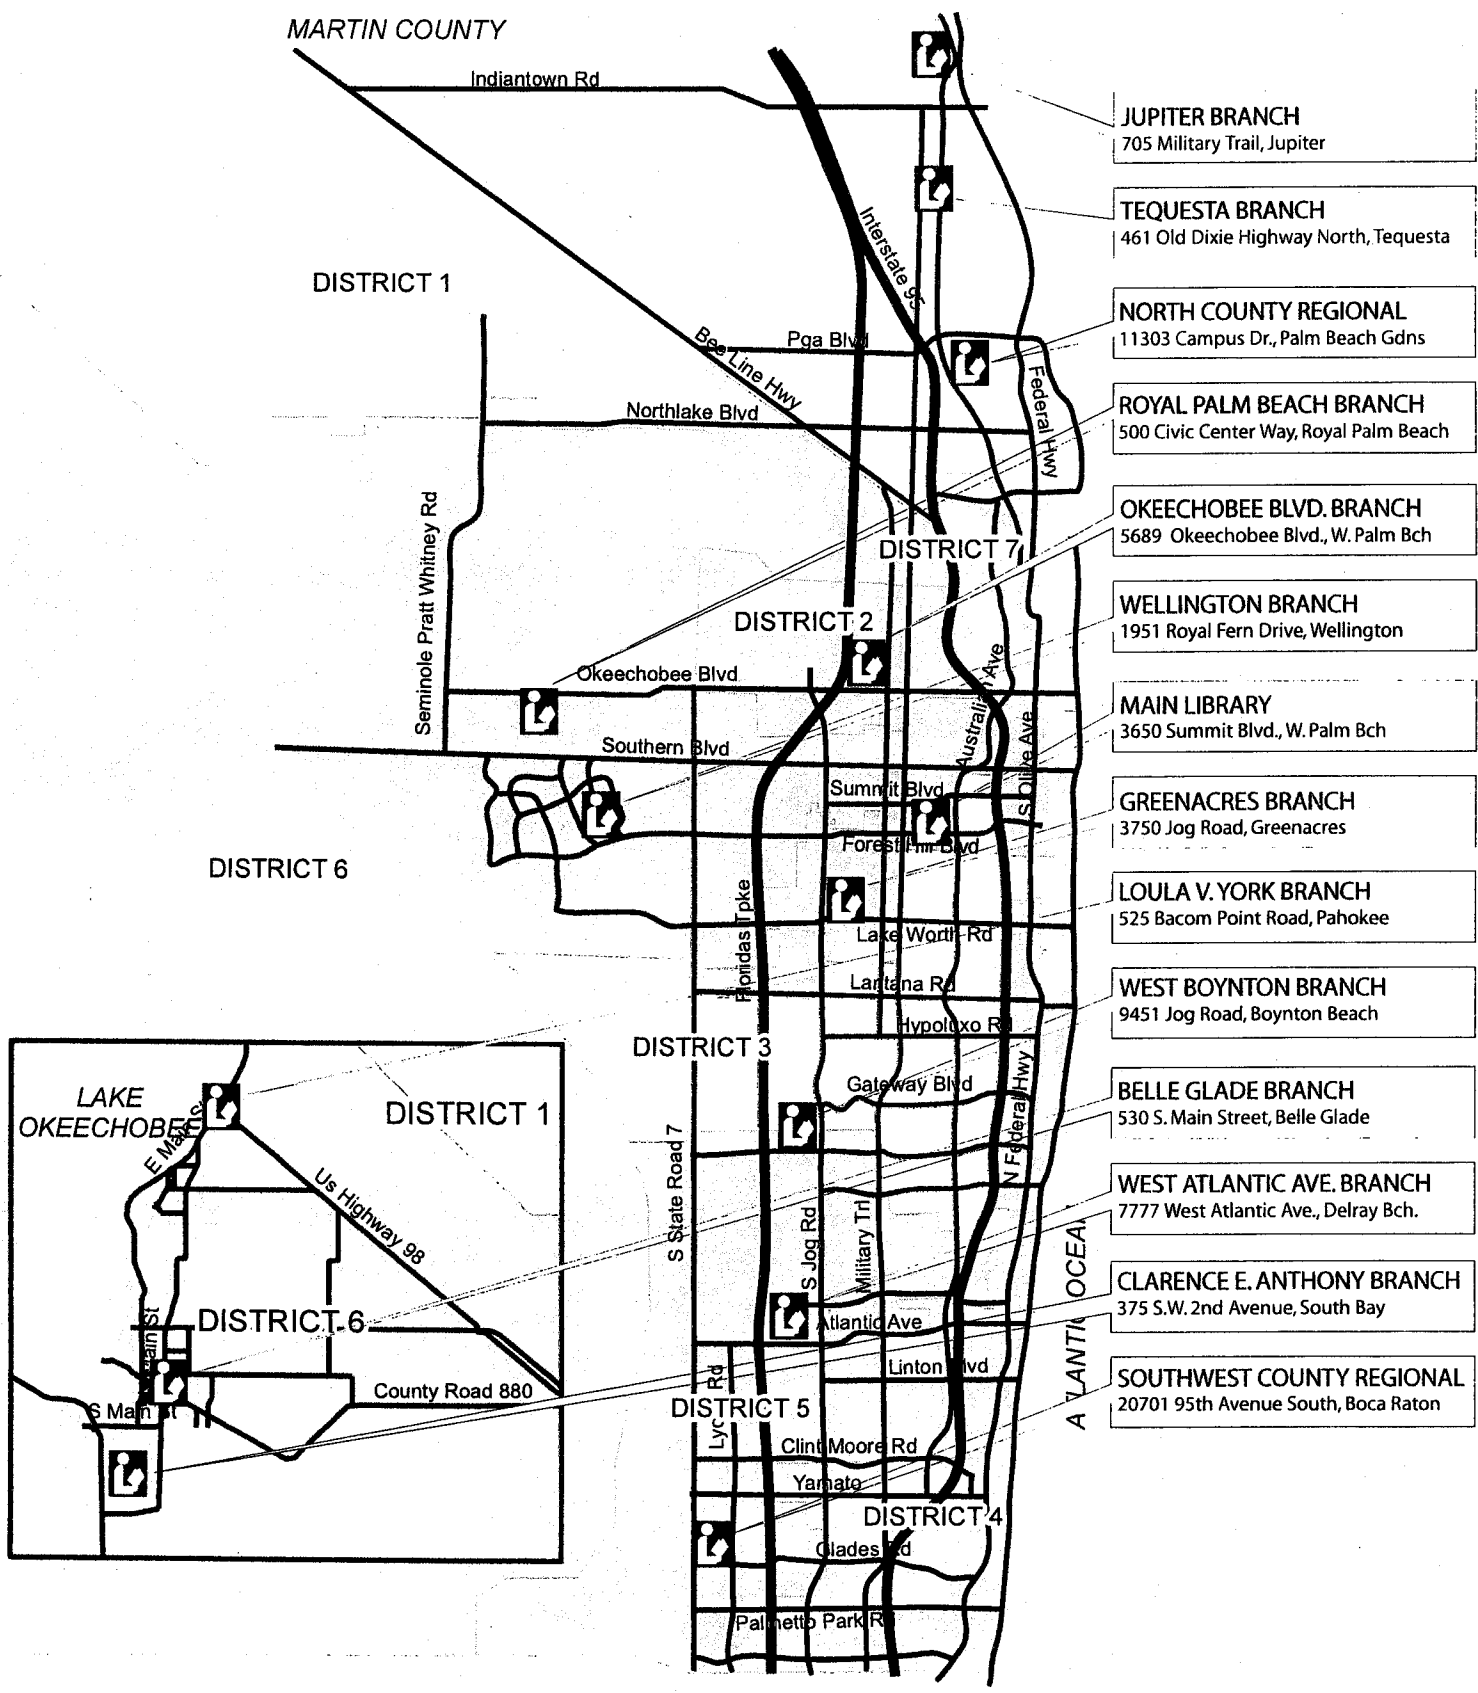 MARTIN COUNTY
Indiantown Rd
JUPITER BRANCH
705 Military Trail, Jupiter
TEQUESTA BRANCH
461 Old Dixie Highway North, Tequesta
Interstate 95
DISTRICT 1
NORTH COUNTY REGIONAL
11303 Campus Dr., Palm Beach Gdns
Pga Blvd
Bee Line Hwy
Federal Hwy
Northlake Blvd
ROYAL PALM BEACH BRANCH
500 Civic Center Way, Royal Palm Beach
Seminole Pratt Whitney Rd
OKEECHOBEE BLVD. BRANCH
5689 Okeechobee Blvd., W. Palm Bch
DISTRICT 7
DISTRICT 2
WELLINGTON BRANCH
1951 Royal Fern Drive, Wellington
Okeechobee Blvd
Australian Ave
S Olive Ave
MAIN LIBRARY
3650 Summit Blvd., W. Palm Bch
Southern Blvd
Summit Blvd
GREENACRES BRANCH
3750 Jog Road, Greenacres
Forest Hill Blvd
DISTRICT 6
Floridas Tpke
LOULA V. YORK BRANCH
525 Bacom Point Road, Pahokee
Lake Worth Rd
Lantana Rd
WEST BOYNTON BRANCH
9451 Jog Road, Boynton Beach
Hypoluxo Rd
DISTRICT 3
Gateway Blvd
N Federal Hwy
BELLE GLADE BRANCH
530 S. Main Street, Belle Glade
LAKE
OKEECHOBEE
E Main St
DISTRICT 1
Us Highway 98
S State Road 7
S Jog Rd
Military Trl
WEST ATLANTIC AVE. BRANCH
7777 West Atlantic Ave., Delray Bch.
ATLANTIC OCEAN
CLARENCE E. ANTHONY BRANCH
375 S.W. 2nd Avenue, South Bay
DISTRICT 6
Main St
Atlantic Ave
Linton Blvd
SOUTHWEST COUNTY REGIONAL
20701 95th Avenue South, Boca Raton
County Road 880
S Main St
DISTRICT 5
Rd
Clint Moore Rd
Yamato
DISTRICT 4
Glades Rd
Palmetto Park Rd